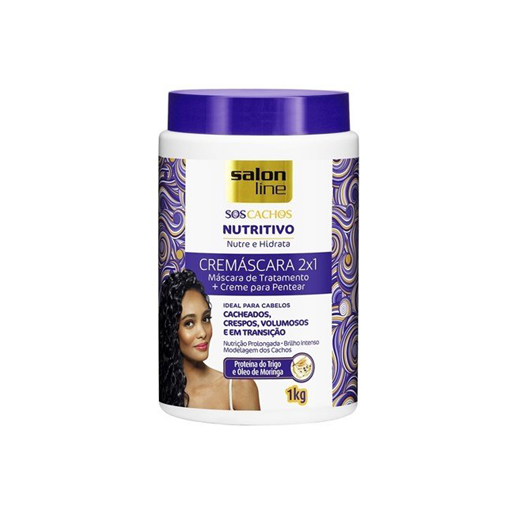 salon
line
SOS CACHOS
NUTRITIVO
Nutre e Hidrata
CREMÁSCARA 2x1
Máscara de Tratamento
+ Creme para Pentear
IDEAL PARA CABELOS
CACHEADOS,
CRESPOS, VOLUMOSOS
E EM TRANSIÇÃO
Nutrição Prolongada • Brilho Intenso
Modelagem dos Cachos
Proteína do Trigo
e Óleo de Moringa
1kg